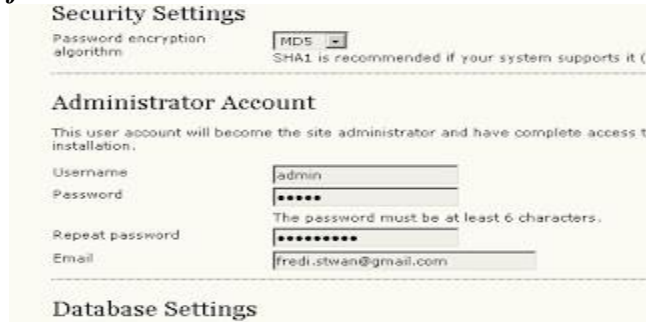 Security Settings
Password encryption
algorithm
MD5
SHA1 is recommended if your system supports it (
Administrator Account
This user account will become the site administrator and have complete access t
installation.
Username
admin
Password
•••••
The password must be at least 6 characters.
Repeat password
•••••••••
Email
fredi.stwan@gmail.com
Database Settings